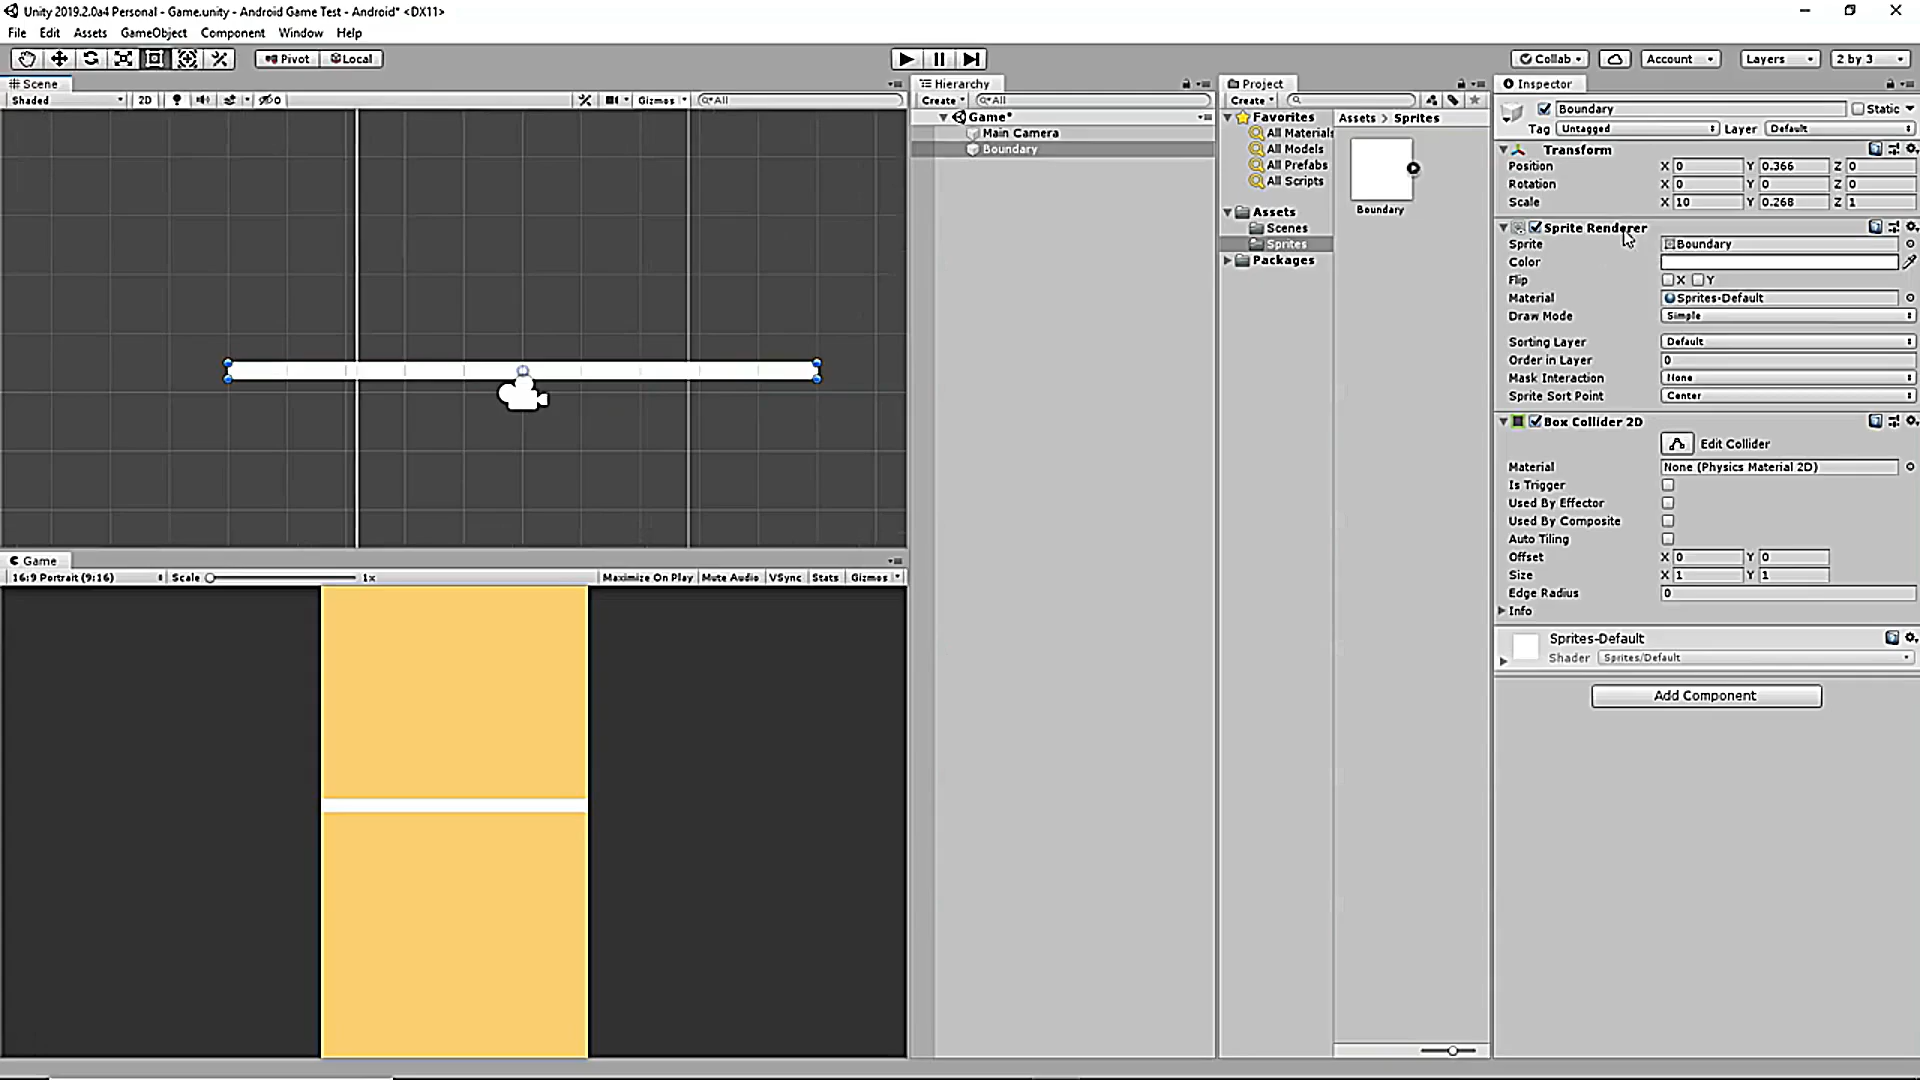 Unity 2019.2.0a4 Personal - Game.unity - Android Game Test - Android* <DX11>
File Edit Assets GameObject Component Window Help
Pivot Local Collab Account Layers 2 by 3
Scene
Shaded 2D Gizmos All
Game
16:9 Portrait (9:16) Scale 1x Maximize On Play Mute Audio VSync Stats Gizmos
Hierarchy
Create All
Game*
Main Camera
Boundary
Project
Create
Favorites
All Materials
All Models
All Prefabs
All Scripts
Assets
Scenes
Sprites
Packages
Assets > Sprites
Boundary
Inspector
Boundary Static
Tag Untagged Layer Default
Transform
Position X 0 Y 0.366 Z 0
Rotation X 0 Y 0 Z 0
Scale X 10 Y 0.268 Z 1
Sprite Renderer
Sprite Boundary
Color
Flip X Y
Material Sprites-Default
Draw Mode Simple
Sorting Layer Default
Order in Layer 0
Mask Interaction None
Sprite Sort Point Center
Box Collider 2D
Edit Collider
Material None (Physics Material 2D)
Is Trigger
Used By Effector
Used By Composite
Auto Tiling
Offset X 0 Y 0
Size X 1 Y 1
Edge Radius 0
Info
Sprites-Default
Shader Sprites/Default
Add Component